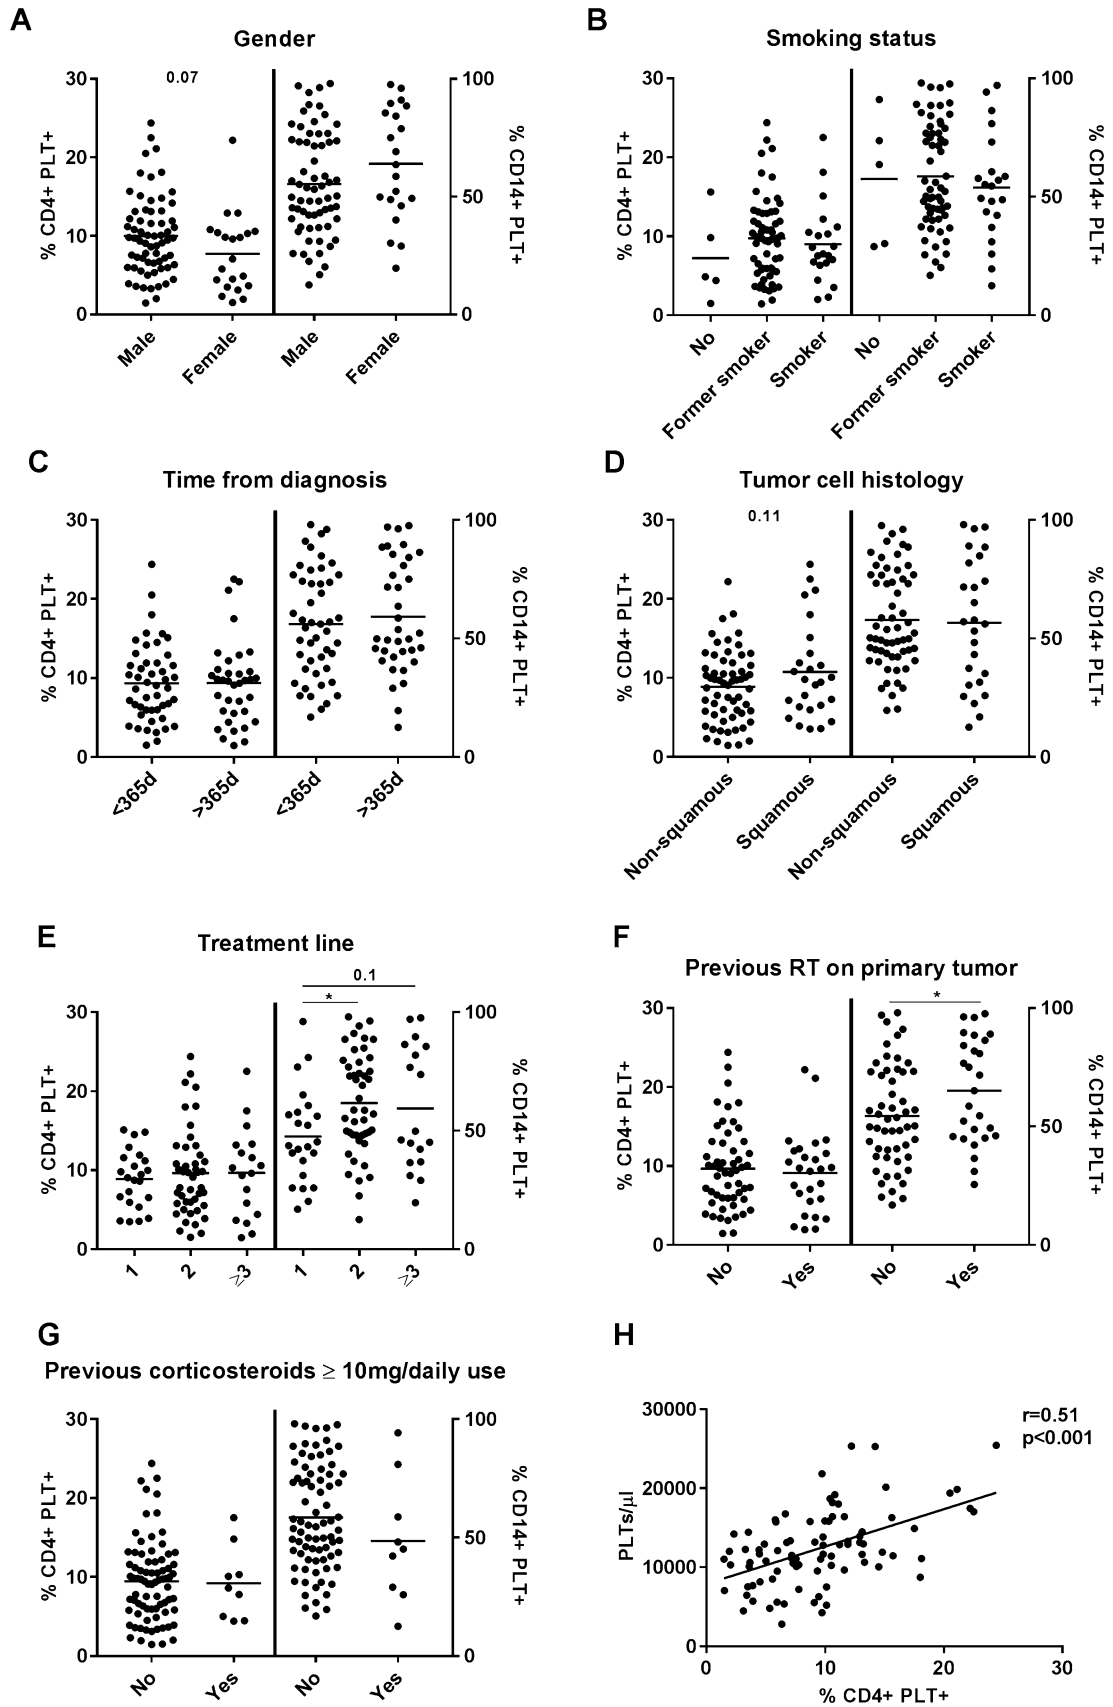 A
Gender
0.07
30
20
10
0
% CD4+ PLT+
100
50
0
% CD14+ PLT+
Male
Female
Male
Female
B
Smoking status
30
20
10
0
% CD4+ PLT+
100
50
0
% CD14+ PLT+
No
Former smoker
Smoker
No
Former smoker
Smoker
C
Time from diagnosis
30
20
10
0
% CD4+ PLT+
100
50
0
% CD14+ PLT+
<365d
>365d
<365d
>365d
D
Tumor cell histology
0.11
30
20
10
0
% CD4+ PLT+
100
50
0
% CD14+ PLT+
Non-squamous
Squamous
Non-squamous
Squamous
E
Treatment line
0.1
*
30
20
10
0
% CD4+ PLT+
100
50
0
% CD14+ PLT+
1
2
≥3
1
2
≥3
F
Previous RT on primary tumor
*
30
20
10
0
% CD4+ PLT+
100
50
0
% CD14+ PLT+
No
Yes
No
Yes
G
Previous corticosteroids ≥ 10mg/daily use
30
20
10
0
% CD4+ PLT+
100
50
0
% CD14+ PLT+
No
Yes
No
Yes
H
30000
20000
10000
0
PLTs/μl
r=0.51
p<0.001
0
10
20
30
% CD4+ PLT+